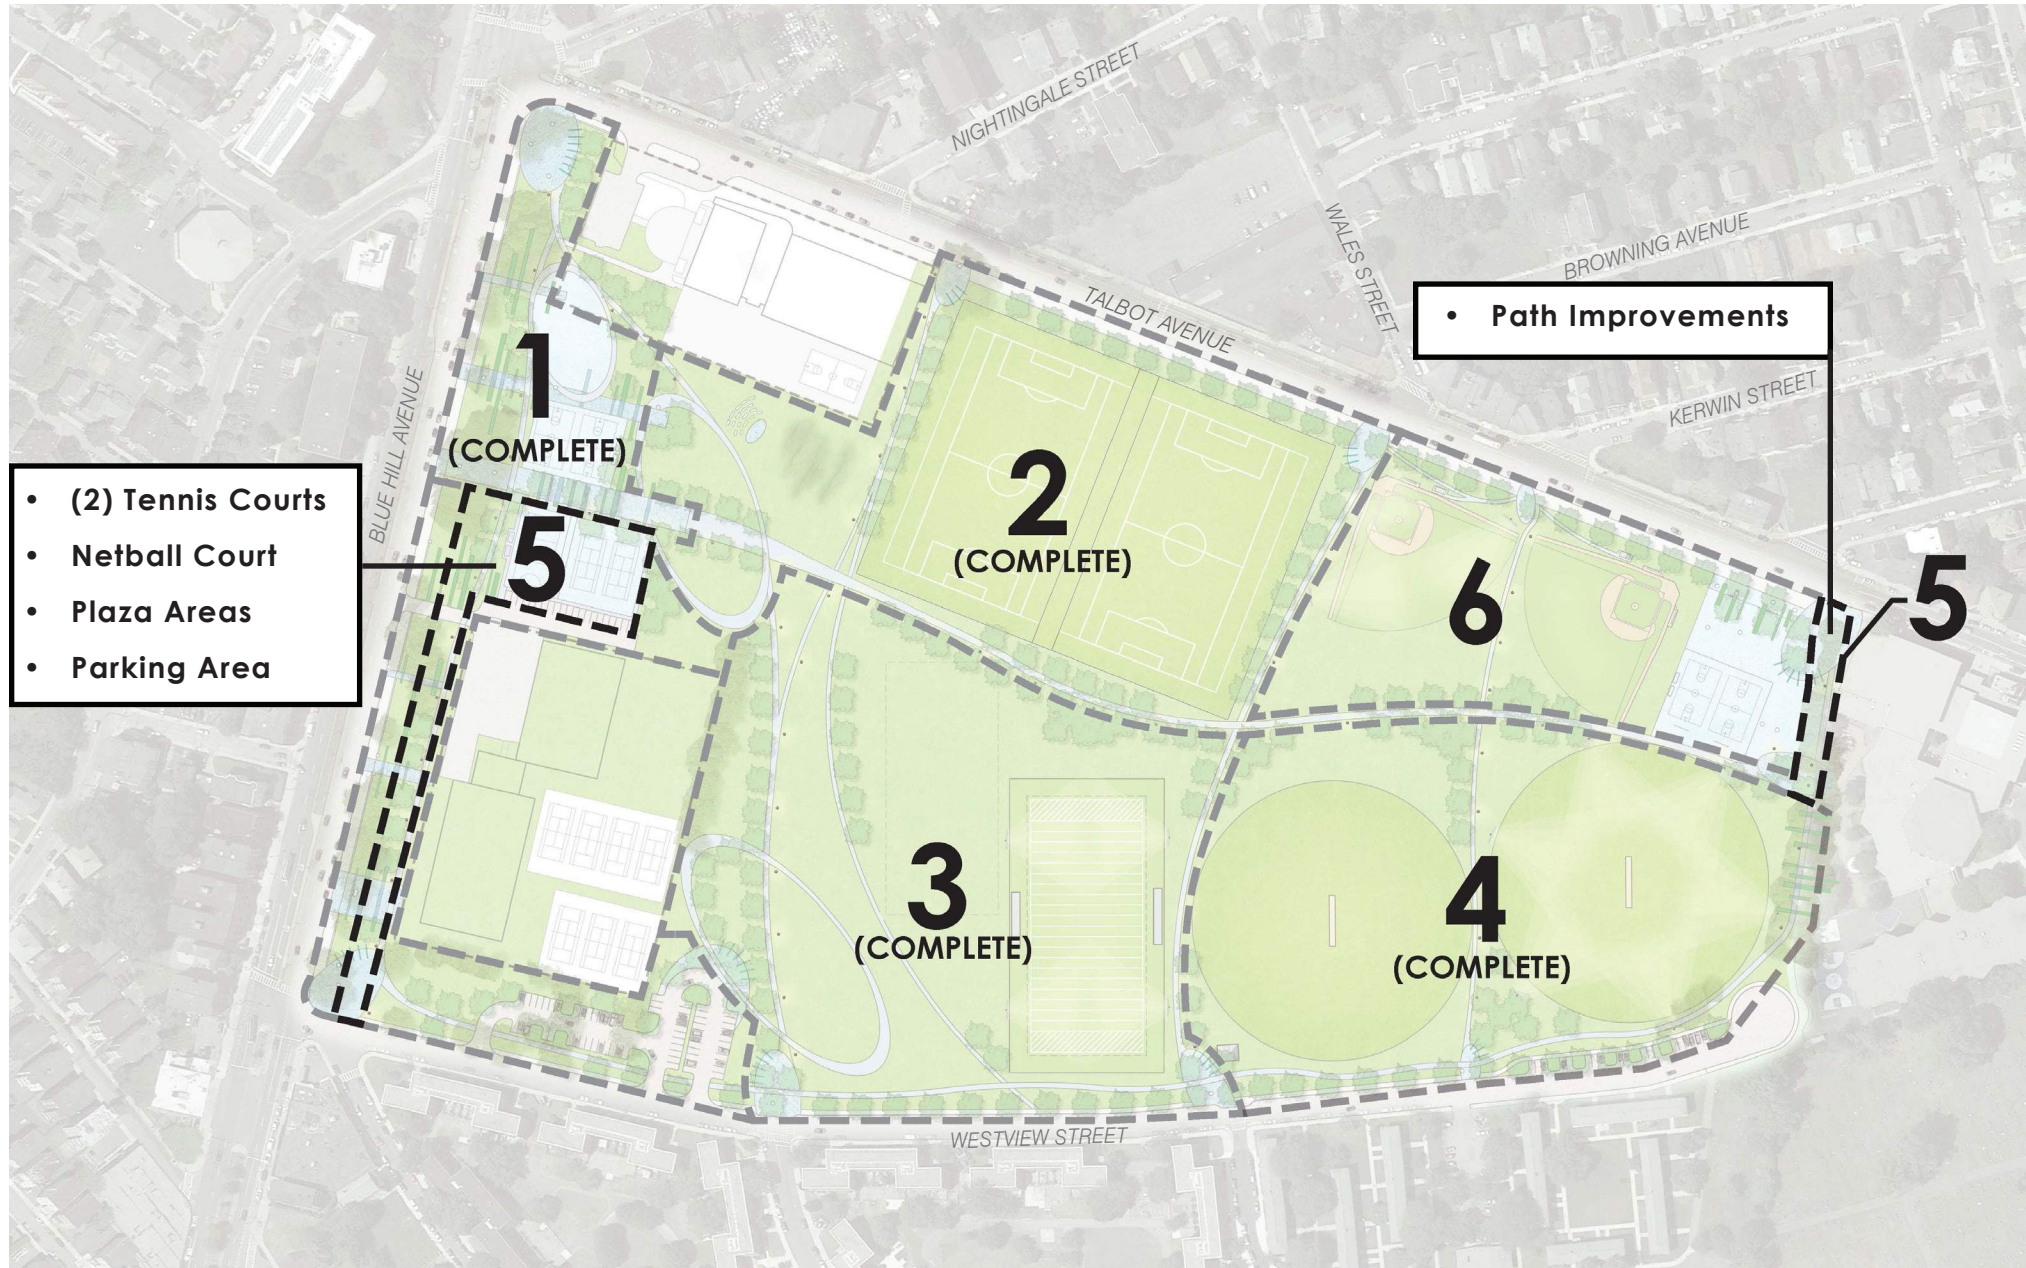 NIGHTINGALE STREET
WALES STREET
BROWNING AVENUE
TALBOT AVENUE
• Path Improvements
KERWIN STREET
BLUE HILL AVENUE
1
(COMPLETE)
• (2) Tennis Courts
• Netball Court
• Plaza Areas
• Parking Area
5
2
(COMPLETE)
6
5
3
(COMPLETE)
4
(COMPLETE)
WESTVIEW STREET